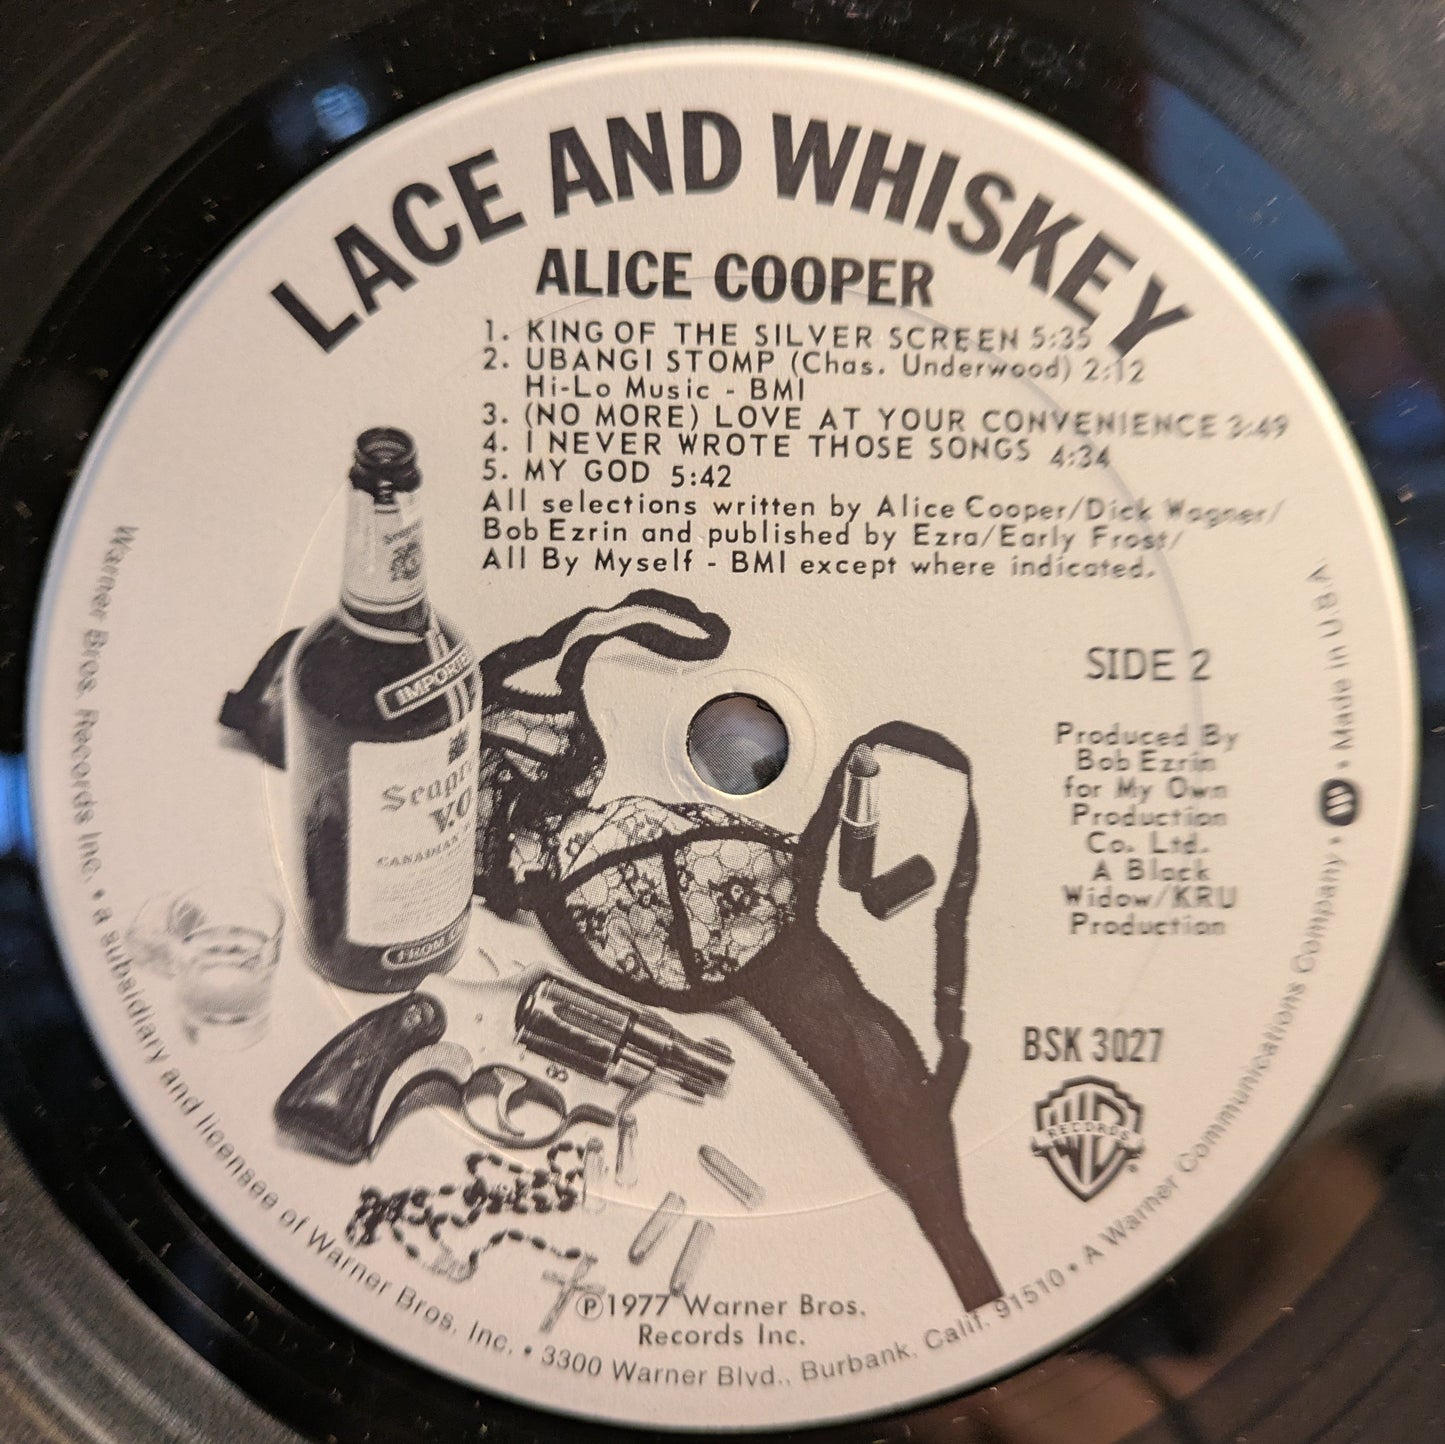 LACE AND WHISKEY
ALICE COOPER
1. KING OF THE SILVER SCREEN 5:35
2. UBANGI STOMP (Chas. Underwood) 2:12
Hi-Lo Music - BMI
3. (NO MORE) LOVE AT YOUR CONVENIENCE 3:49
4. I NEVER WROTE THOSE SONGS 4:34
5. MY GOD 5:42
All selections written by Alice Cooper/Dick Wagner/
Bob Ezrin and published by Ezra/Early Frost/
All By Myself - BMI except where indicated.
SIDE 2
Produced By
Bob Ezrin
for My Own
Production
Co. Ltd.
A Black
Widow/KRU
Production
IMPORTE
Seagr
V.O
CANADIAN
FROM
BSK 3027
RECORDS
℗1977 Warner Bros.
Records Inc.
Warner Bros. Records Inc. • a subsidiary and licensee of Warner Bros. Inc. • 3300 Warner Blvd., Burbank, Calif. 91510 • A Warner Communications Company • Made in U.S.A.